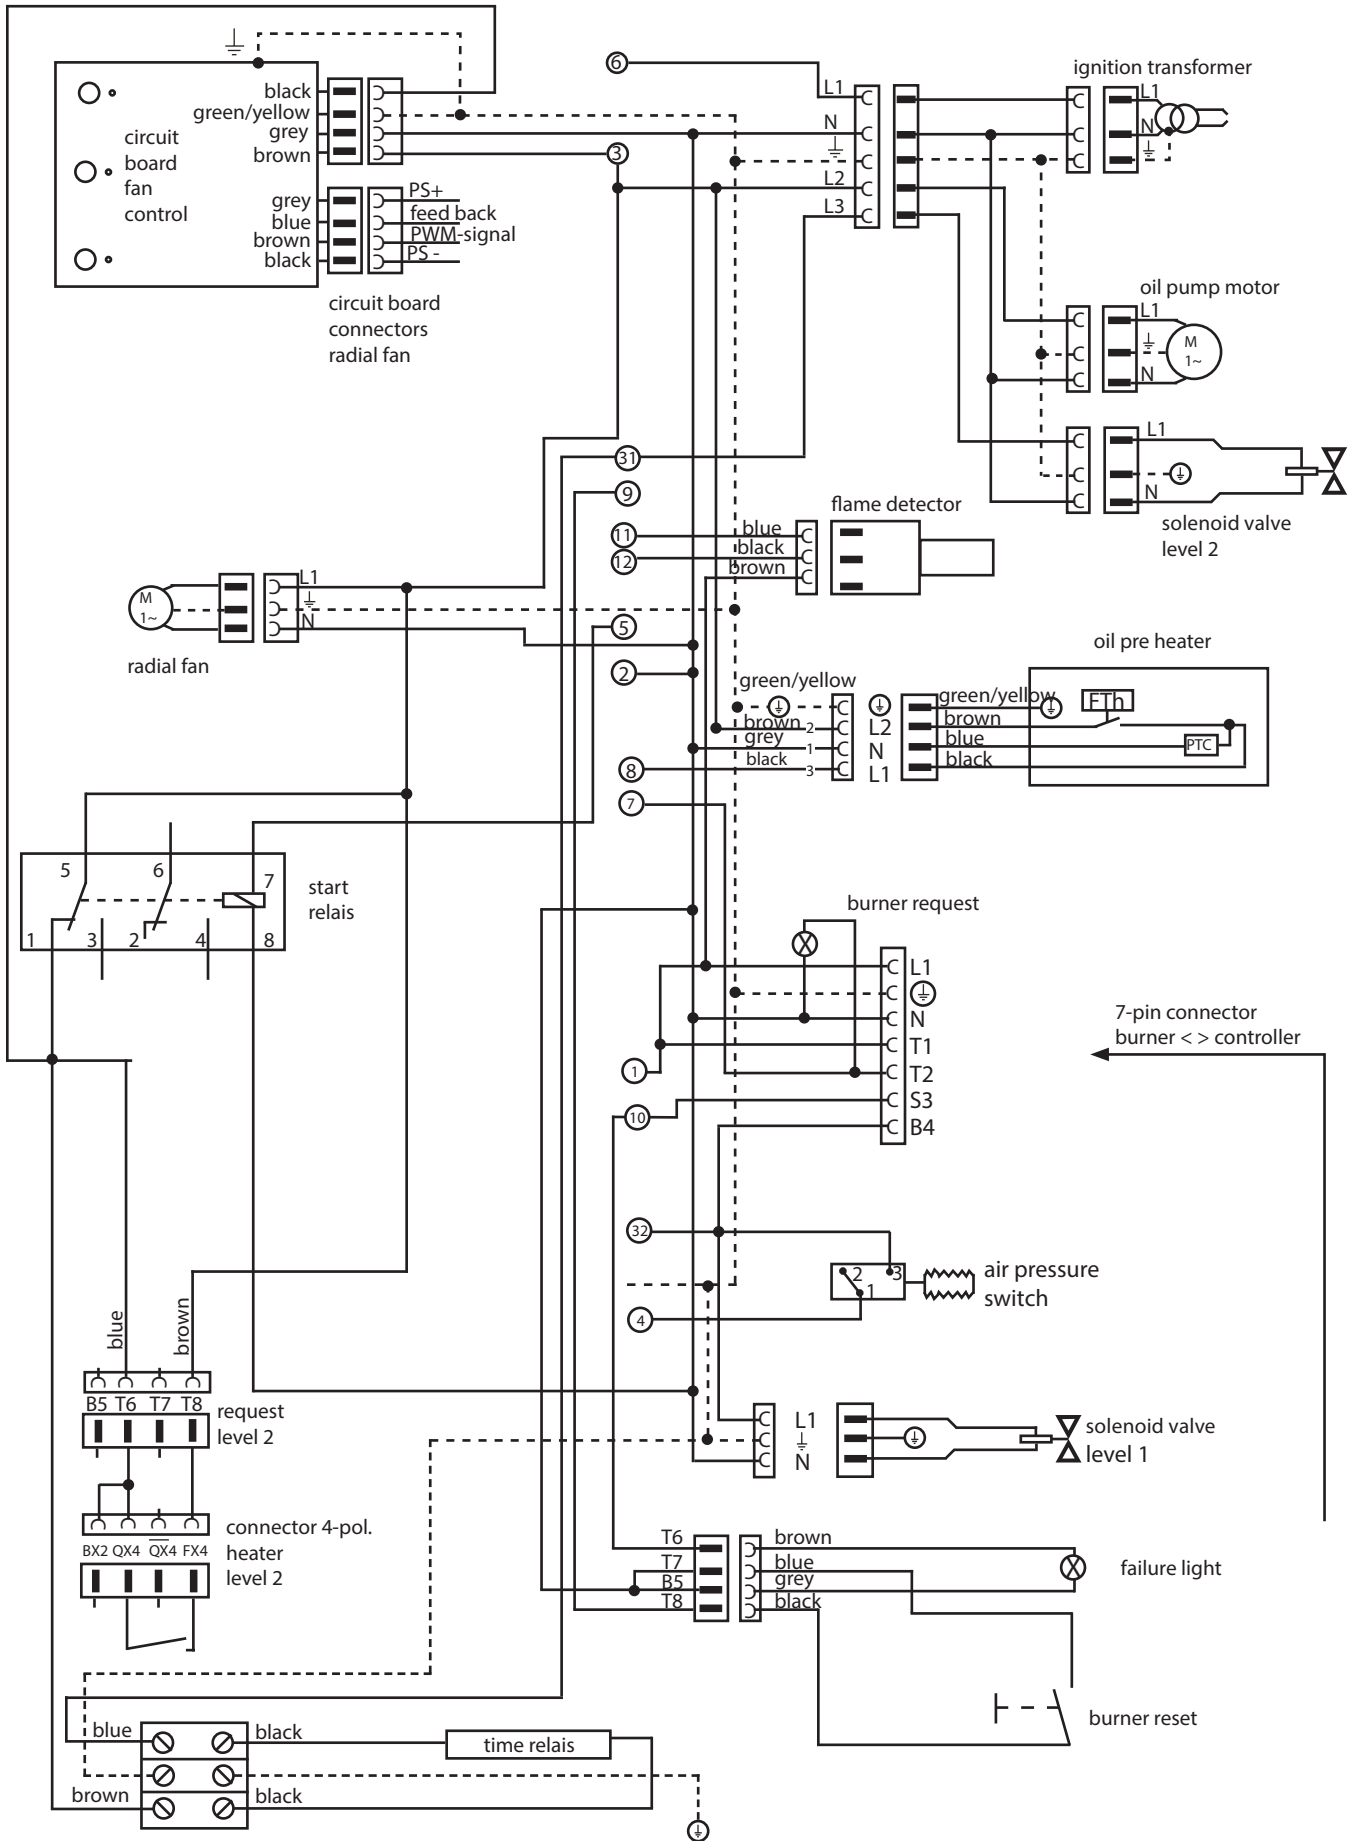 black
green/yellow
grey
brown
circuit
board
fan
control
grey
blue
brown
black
PS+
feed back
PWM-signal
PS -
circuit board
connectors
radial fan
6
3
L1
N
L2
L3
ignition transformer
L1
N
oil pump motor
L1
M
1~
N
L1
N
solenoid valve
level 2
31
9
11
12
blue
black
brown
flame detector
M
1~
L1
N
radial fan
5
2
8
7
green/yellow
brown
2
grey
1
black
3
L2
N
L1
oil pre heater
green/yellow
brown
blue
black
FTh
PTC
5
6
7
1
3
2
4
8
start
relais
burner request
L1
N
T1
T2
S3
B4
1
10
7-pin connector
burner < > controller
32
4
2
3
1
air pressure
switch
blue
brown
B5 T6 T7 T8
request
level 2
BX2 QX4 QX4 FX4
connector 4-pol.
heater
level 2
L1
N
solenoid valve
level 1
T6
T7
B5
T8
brown
blue
grey
black
failure light
burner reset
blue
brown
black
black
time relais